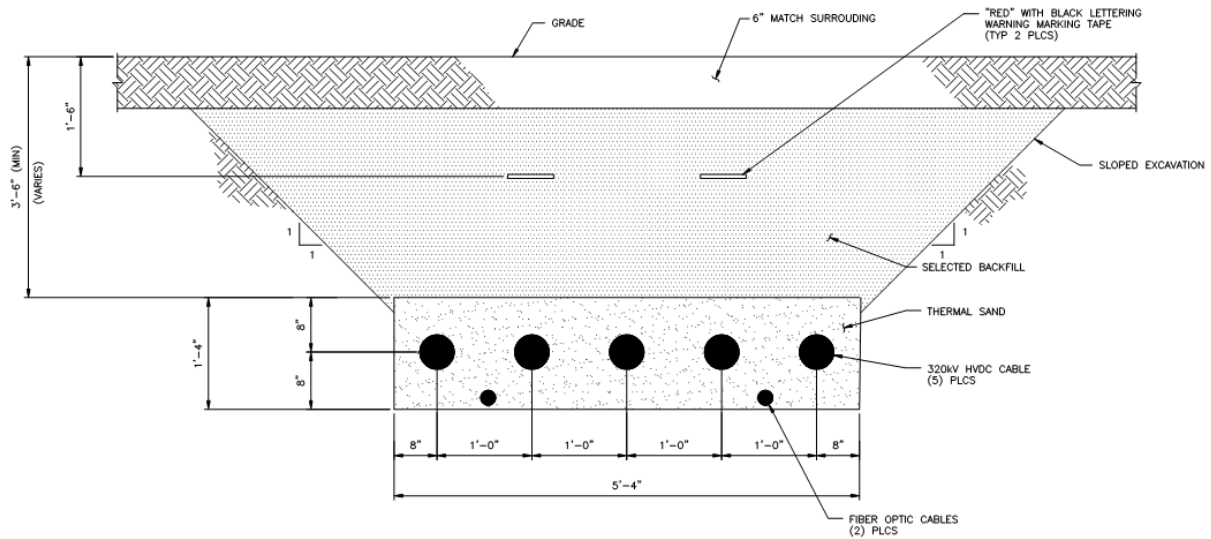 GRADE
6" MATCH SURROUDING
"RED" WITH BLACK LETTERING
WARNING MARKING TAPE
(TYP 2 PLCS)
1'-6"
3'-6" (MIN)
(VARIES)
SLOPED EXCAVATION
1
1
1
1
SELECTED BACKFILL
THERMAL SAND
8"
1'-4"
8"
320kV HVDC CABLE
(5) PLCS
8"
1'-0"
1'-0"
1'-0"
1'-0"
8"
5'-4"
FIBER OPTIC CABLES
(2) PLCS